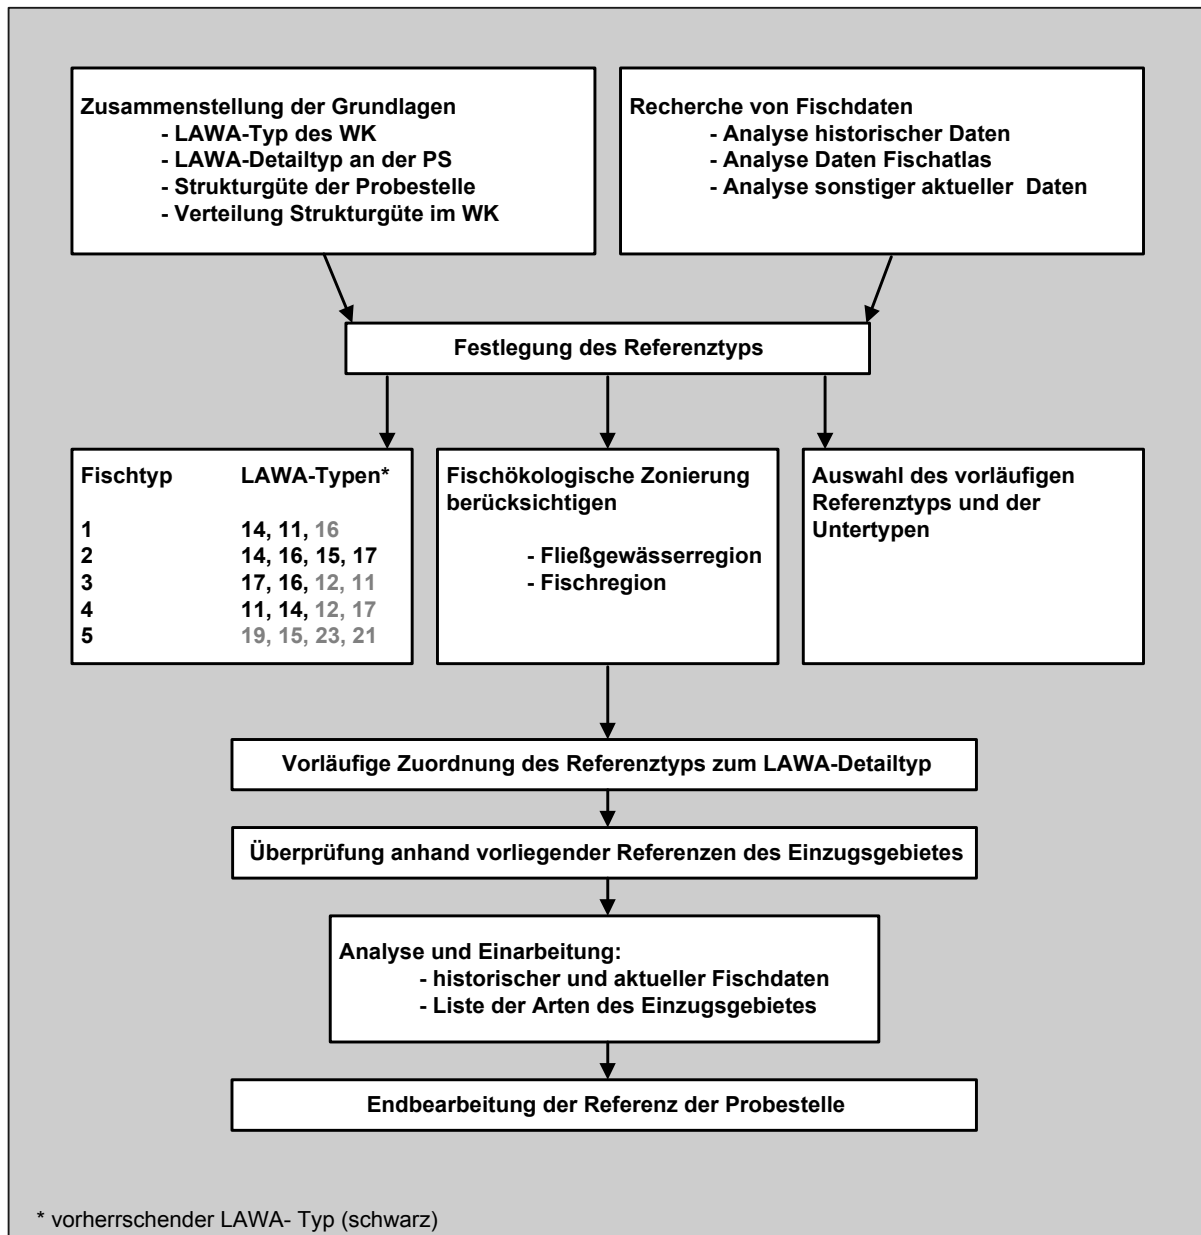 Zusammenstellung der Grundlagen
- LAWA-Typ des WK
- LAWA-Detailtyp an der PS
- Strukturgüte der Probestelle
- Verteilung Strukturgüte im WK
Recherche von Fischdaten
- Analyse historischer Daten
- Analyse Daten Fischatlas
- Analyse sonstiger aktueller Daten
Festlegung des Referenztyps
Fischtyp LAWA-Typen*
1 14, 11, 16
2 14, 16, 15, 17
3 17, 16, 12, 11
4 11, 14, 12, 17
5 19, 15, 23, 21
Fischökologische Zonierung
berücksichtigen
- Fließgewässerregion
- Fischregion
Auswahl des vorläufigen
Referenztyps und der
Untertypen
Vorläufige Zuordnung des Referenztyps zum LAWA-Detailtyp
Überprüfung anhand vorliegender Referenzen des Einzugsgebietes
Analyse und Einarbeitung:
- historischer und aktueller Fischdaten
- Liste der Arten des Einzugsgebietes
Endbearbeitung der Referenz der Probestelle
* vorherrschender LAWA- Typ (schwarz)